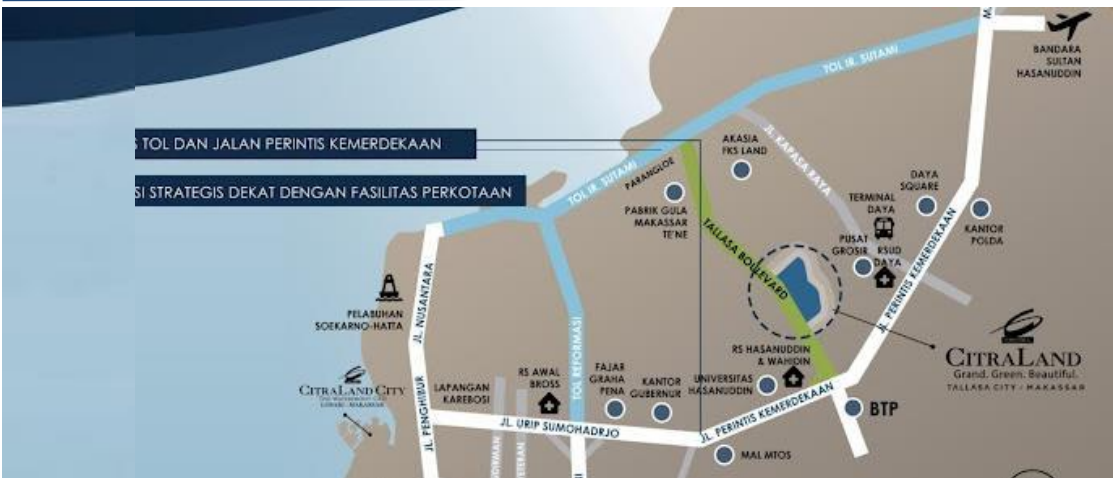 TOL IR. SUTAMI
BANDARA
SULTAN
HASANUDDIN
TOL DAN JALAN PERINTIS KEMERDEKAAN
SI STRATEGIS DEKAT DENGAN FASILITAS PERKOTAAN
TOL IR. SUTAMI
PARANGLOE
AKASIA
FKS LAND
JL. KAPASA RAYA
PABRIK GULA
MAKASSAR
TE'NE
TALLASA BOULEVARD
TERMINAL
DAYA
DAYA
SQUARE
KANTOR
POLDA
PUSAT
GROSIR
RSUD
DAYA
JL. PERINTIS KEMERDEKAAN
PELABUHAN
SOEKARNO-HATTA
JL. NUSANTARA
TOL REFORMASI
CITRALAND
Grand. Green. Beautiful.
TALLASA CITY · MAKASSAR
CITRALAND CITY
LOSARI · MAKASSAR
JL. PENGHIBUR
LAPANGAN
KAREBOSI
RS AWAL
BROSS
FAJAR
GRAHA
PENA
KANTOR
GUBERNUR
UNIVERSITAS
HASANUDDIN
RS HASANUDDIN
& WAHIDIN
JL. URIP SUMOHADRJO
JL. PERINTIS KEMERDEKAAN
BTP
MAL MTOS